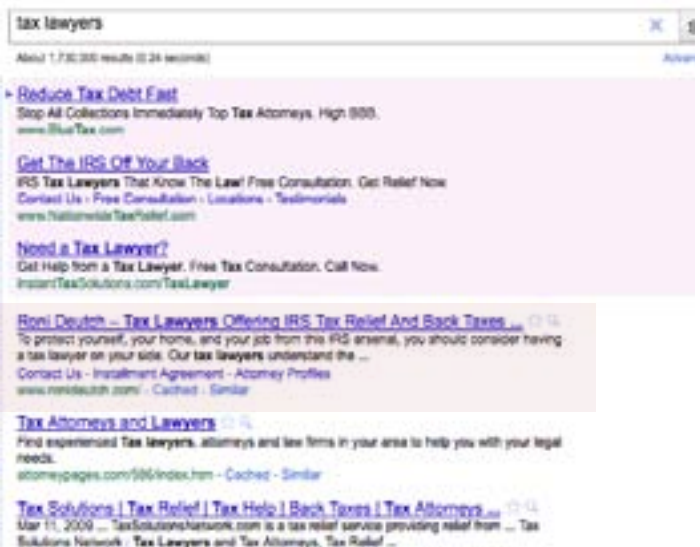 tax lawyers
About 1,730,000 results (0.24 seconds)
Reduce Tax Debt Fast
Stop All Collections Immediately Top Tax Attorneys. High BBB.
www.BlueTax.com
Get The IRS Off Your Back
IRS Tax Lawyers That Know The Law! Free Consultation. Get Relief Now
Contact Us - Free Consultation - Locations - Testimonials
www.NationwideTaxRelief.com
Need a Tax Lawyer?
Get Help from a Tax Lawyer. Free Tax Consultation. Call Now.
InstantTaxSolutions.com/TaxLawyer
Roni Deutch – Tax Lawyers Offering IRS Tax Relief And Back Taxes ...
To protect yourself, your home, and your job from this IRS arsenal, you should consider having
a tax lawyer on your side. Our tax lawyers understand the ...
Contact Us - Installment Agreement - Attorney Profiles
www.ronideutch.com/ - Cached - Similar
Tax Attorneys and Lawyers
Find experienced Tax lawyers, attorneys and law firms in your area to help you with your legal
needs.
attorneypages.com/586/index.htm - Cached - Similar
Tax Solutions | Tax Relief | Tax Help | Back Taxes | Tax Attorneys ...
Mar 11, 2009 ... TaxSolutionsNetwork.com is a tax relief service providing relief from ... Tax
Solutions Network - Tax Lawyers and Tax Attorneys, Tax Relief ...